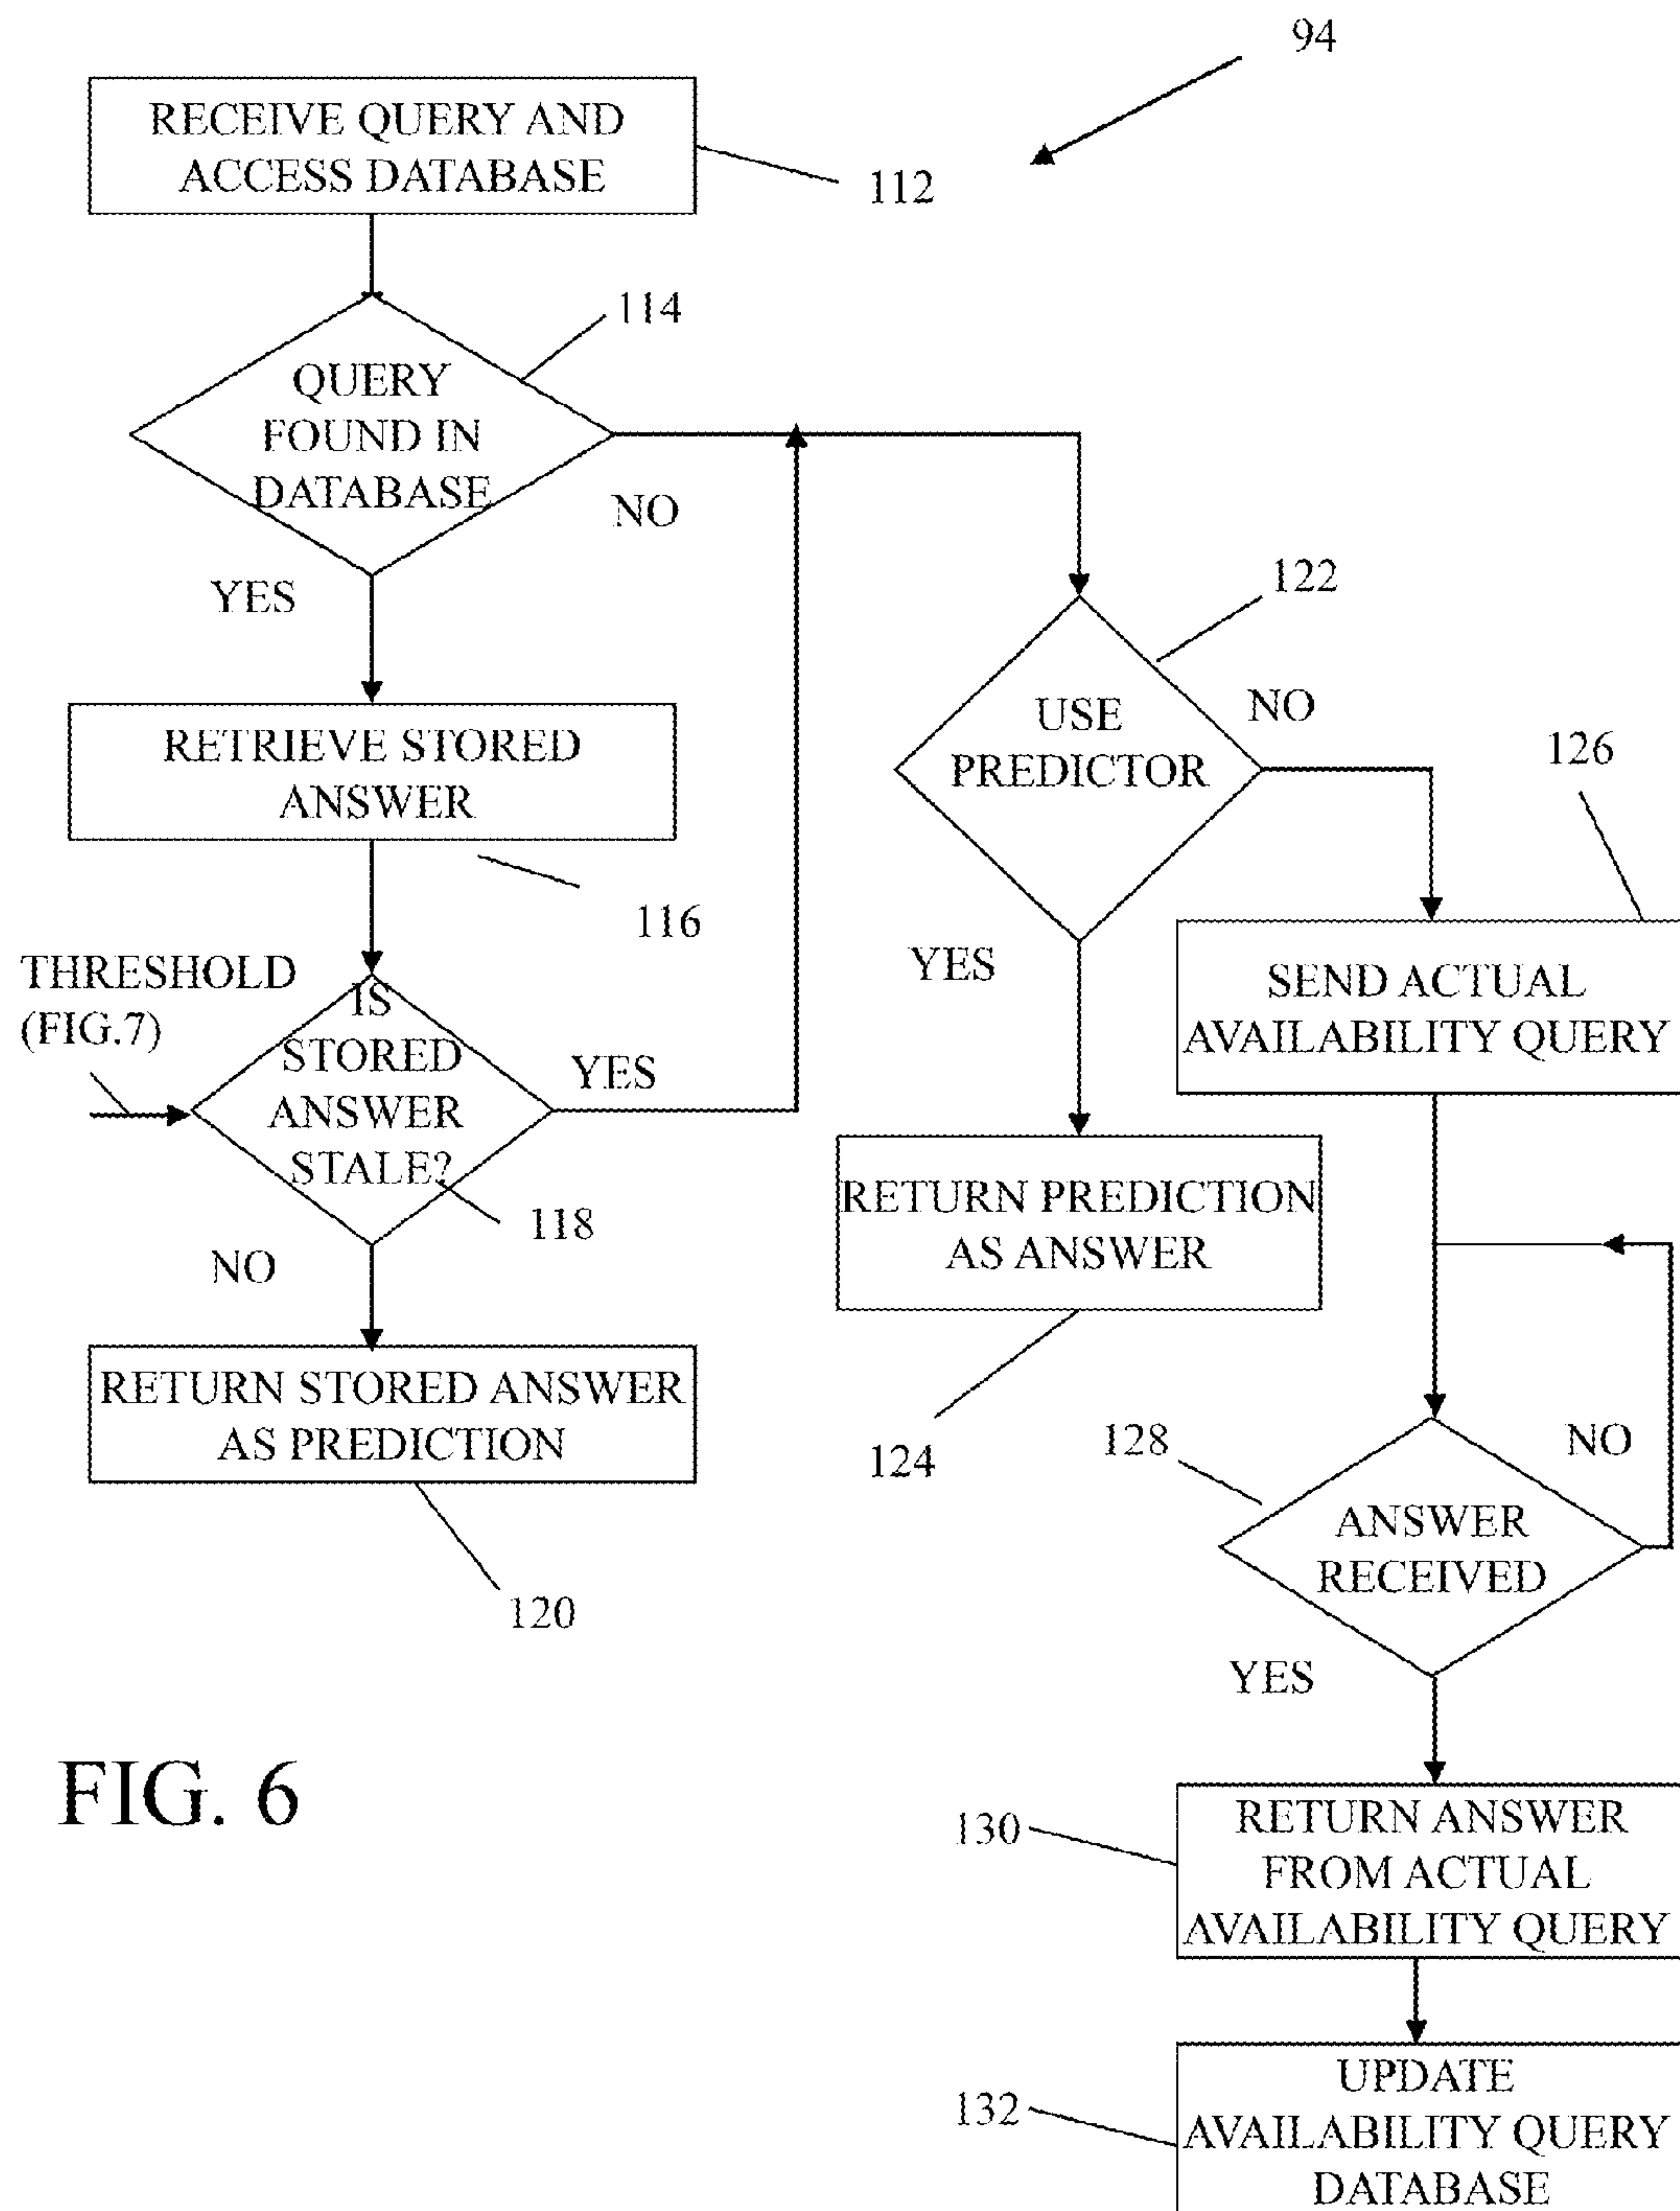 94
RECEIVE QUERY AND
ACCESS DATABASE
112
114
QUERY
FOUND IN
DATABASE
NO
YES
RETRIEVE STORED
ANSWER
116
THRESHOLD
(FIG.7)
IS
STORED
ANSWER
STALE?
YES
118
NO
RETURN STORED ANSWER
AS PREDICTION
120
122
USE
PREDICTOR
NO
YES
126
SEND ACTUAL
AVAILABILITY QUERY
RETURN PREDICTION
AS ANSWER
124
128
NO
ANSWER
RECEIVED
YES
130
RETURN ANSWER
FROM ACTUAL
AVAILABILITY QUERY
132
UPDATE
AVAILABILITY QUERY
DATABASE
FIG. 6